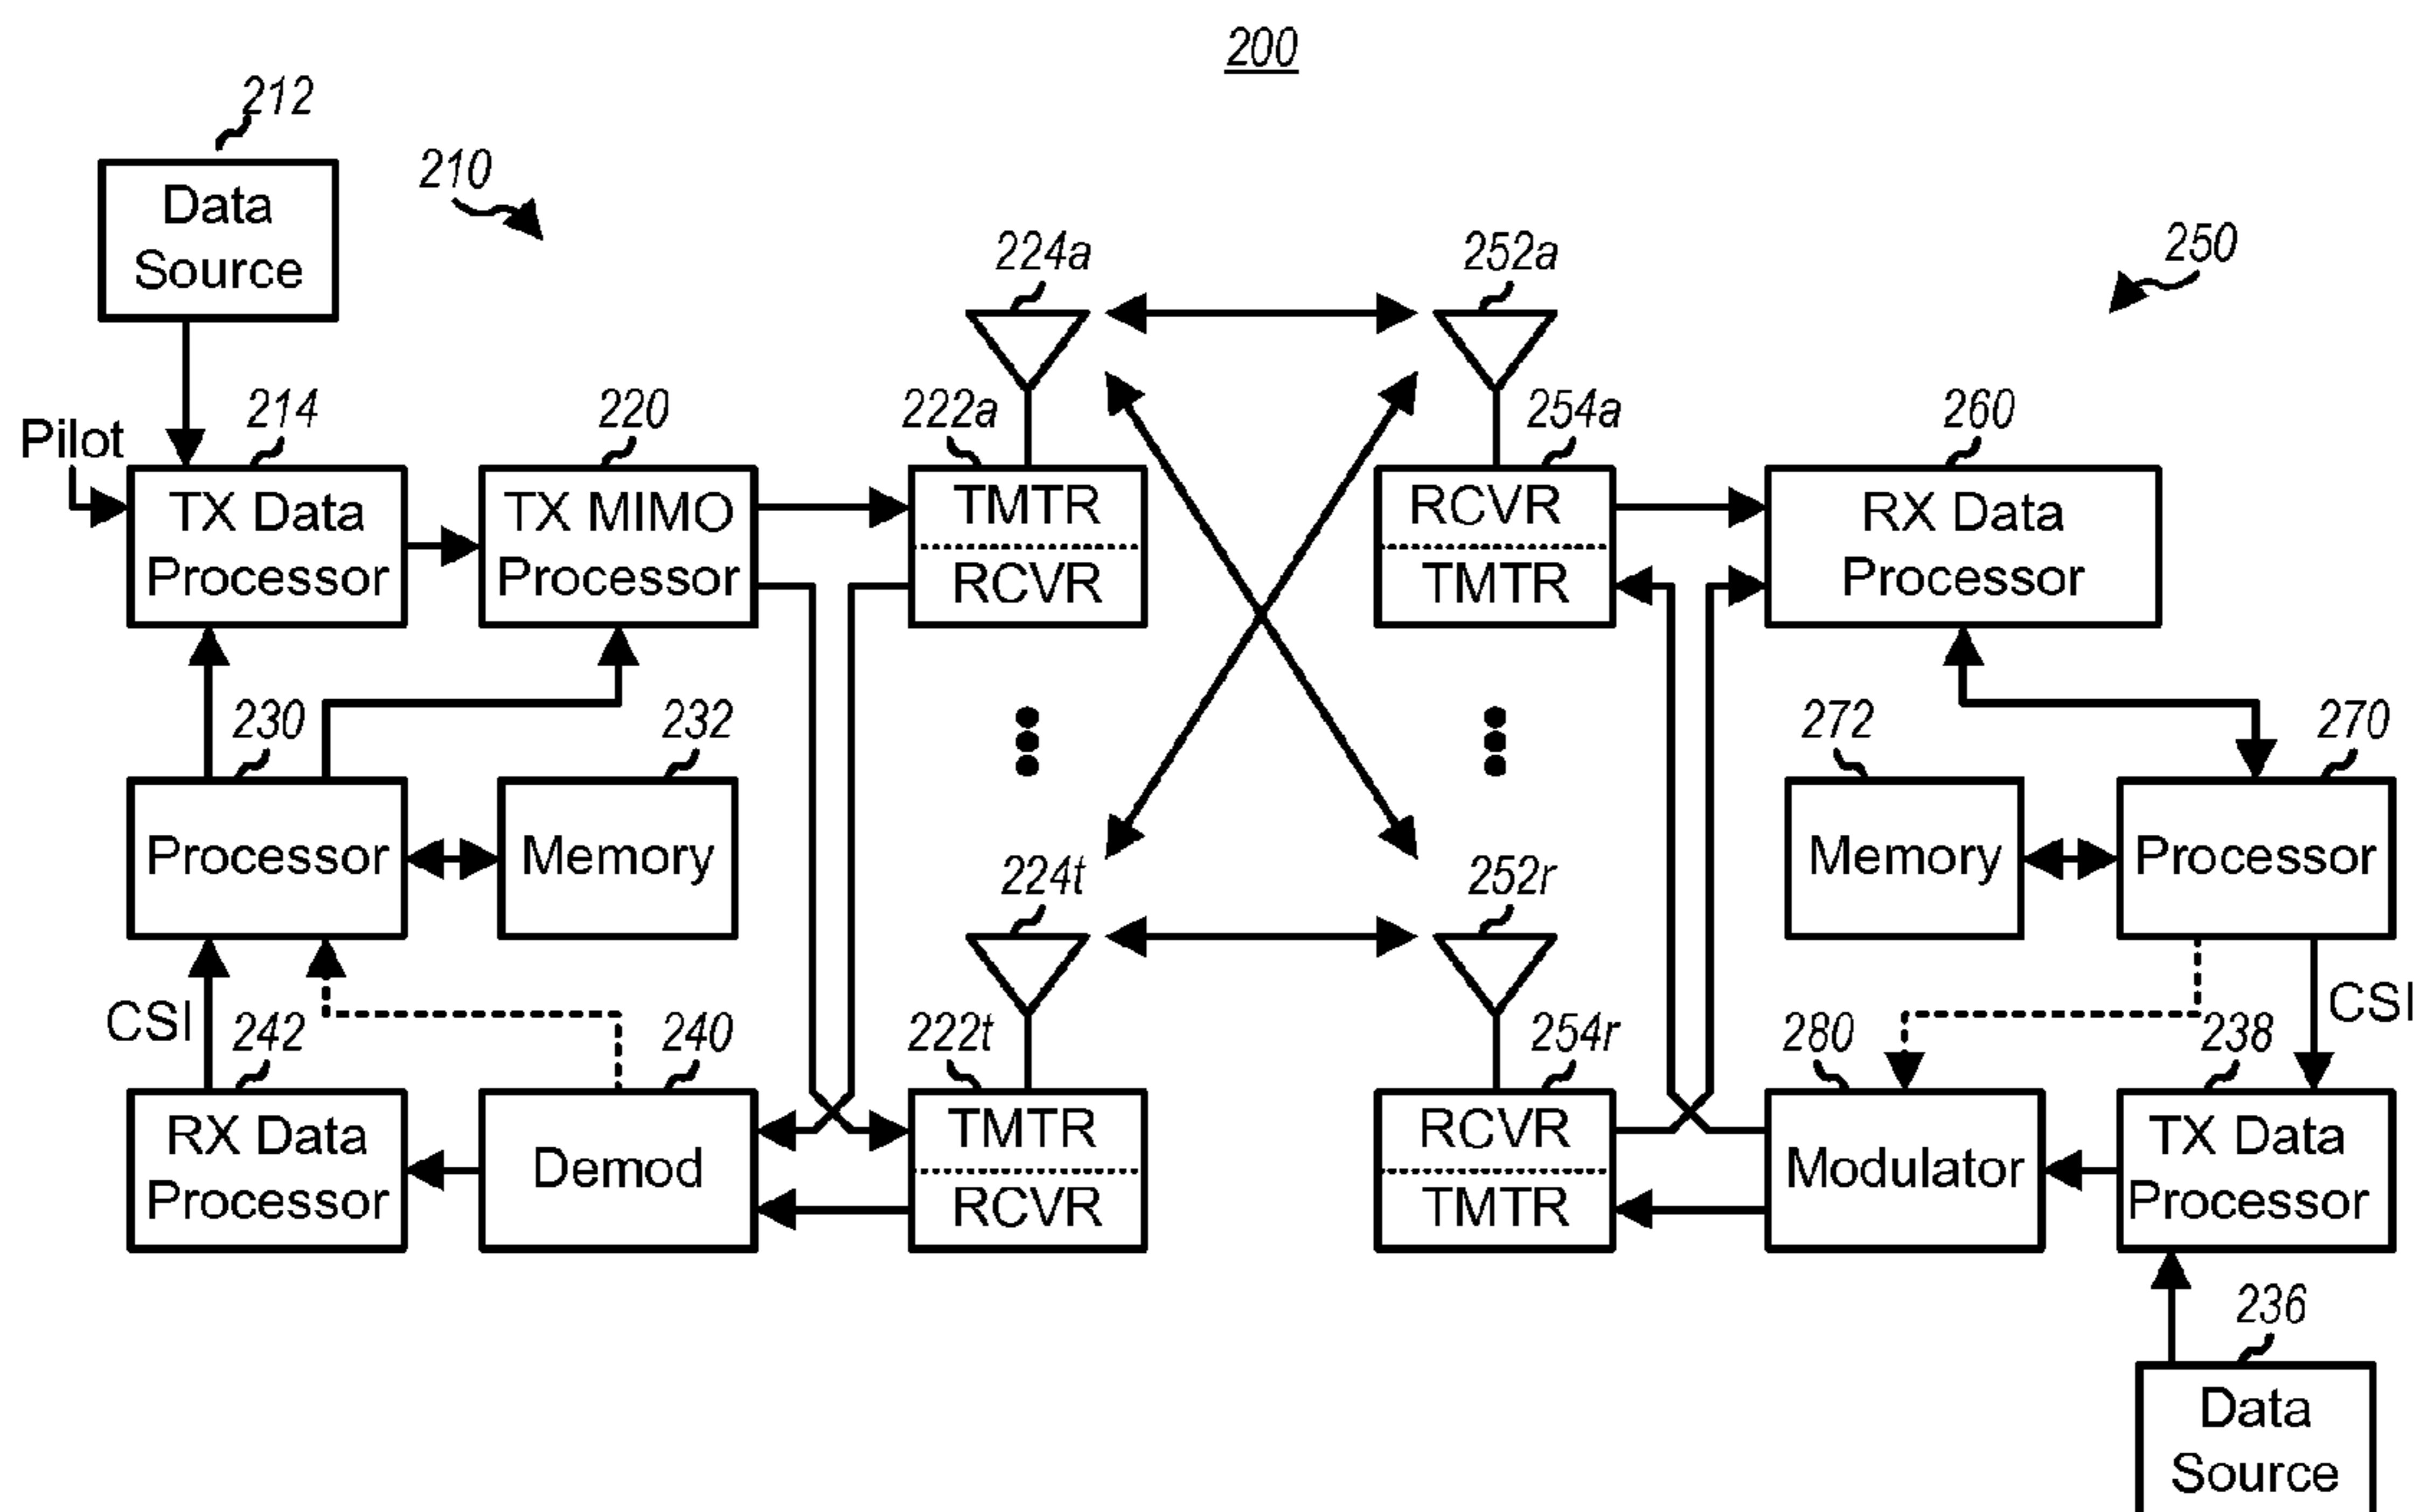 200
212
210
Data
Source
224a
252a
250
Pilot
214
220
222a
254a
260
TX Data
Processor
TX MIMO
Processor
TMTR
RCVR
RCVR
TMTR
RX Data
Processor
230
232
272
270
Processor
Memory
Memory
Processor
224t
252r
CSI
242
240
222t
254r
280
238
CSI
RX Data
Processor
Demod
TMTR
RCVR
RCVR
TMTR
Modulator
TX Data
Processor
236
Data
Source